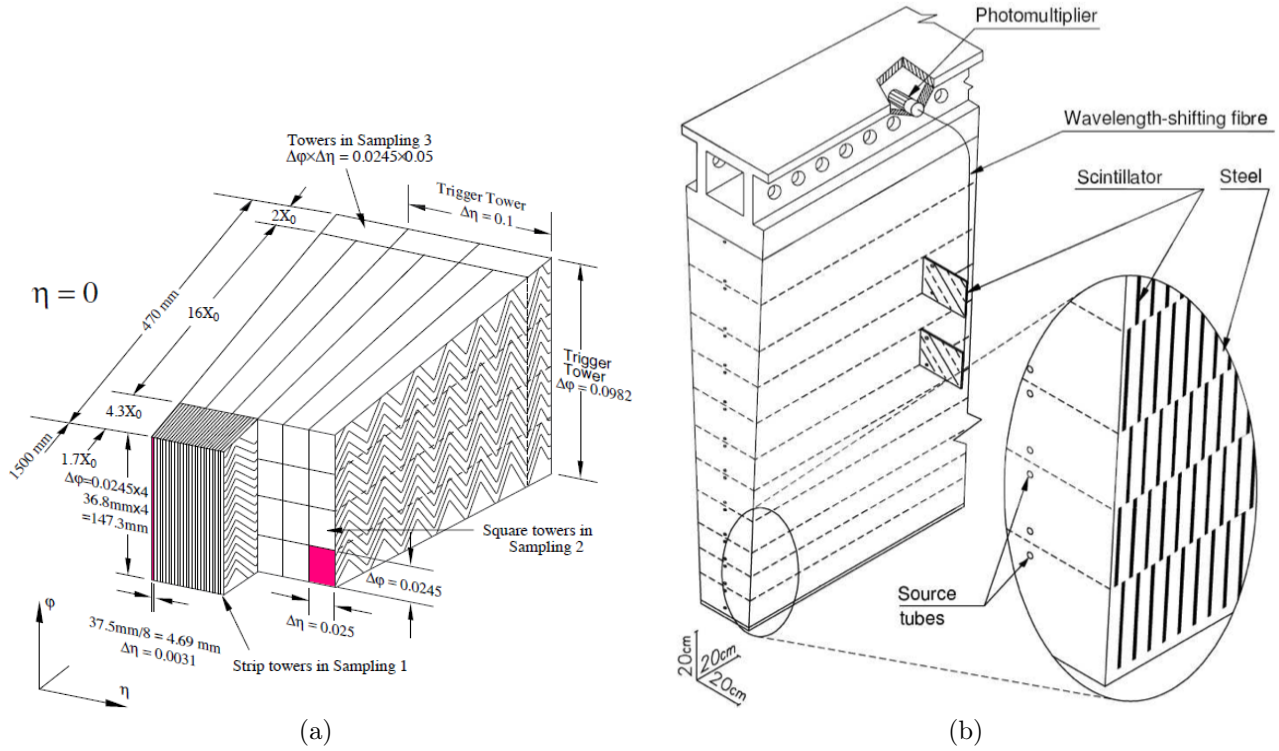 Towers in Sampling 3
Δφ×Δη = 0.0245×0.05
Trigger Tower
Δη = 0.1
2X₀
η = 0
470 mm
16X₀
Trigger
Tower
Δφ = 0.0982
4.3X₀
1500 mm
1.7X₀
Δφ=0.0245x4
36.8mmx4
=147.3mm
Square towers in
Sampling 2
Δφ = 0.0245
Δη = 0.025
37.5mm/8 = 4.69 mm
Δη = 0.0031
Strip towers in Sampling 1
φ
η
(a)
Photomultiplier
Wavelength-shifting fibre
Scintillator
Steel
Source
tubes
20cm
20cm
20cm
(b)